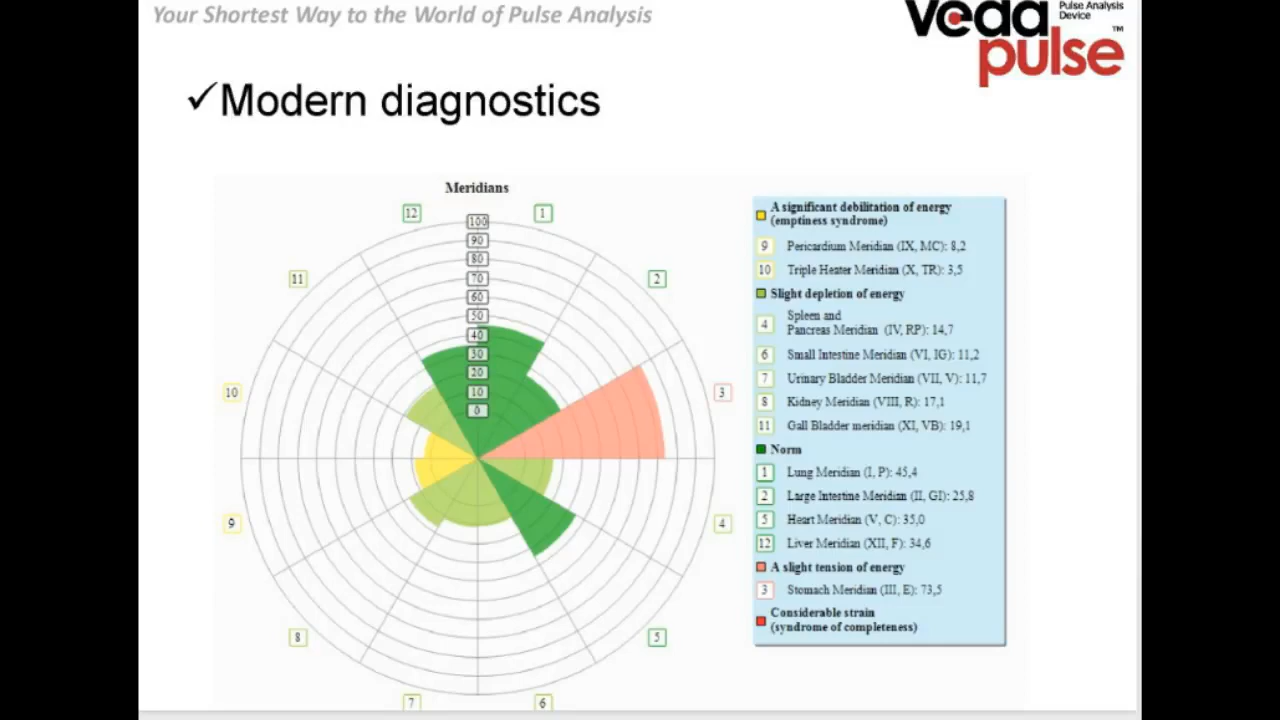 Your Shortest Way to the World of Pulse Analysis
veda
Pulse Analysis
Device
TM
pulse
✓Modern diagnostics
Meridians
12
1
11
2
10
3
9
4
8
5
7
6
100
90
80
70
60
50
40
30
20
10
0
A significant debilitation of energy
(emptiness syndrome)
9 Pericardium Meridian (IX, MC): 8,2
10 Triple Heater Meridian (X, TR): 3,5
Slight depletion of energy
4 Spleen and
Pancreas Meridian (IV, RP): 14,7
6 Small Intestine Meridian (VI, IG): 11,2
7 Urinary Bladder Meridian (VII, V): 11,7
8 Kidney Meridian (VIII, R): 17,1
11 Gall Bladder meridian (XI, VB): 19,1
Norm
1 Lung Meridian (I, P): 45,4
2 Large Intestine Meridian (II, GI): 25,8
5 Heart Meridian (V, C): 35,0
12 Liver Meridian (XII, F): 34,6
A slight tension of energy
3 Stomach Meridian (III, E): 73,5
Considerable strain
(syndrome of completeness)